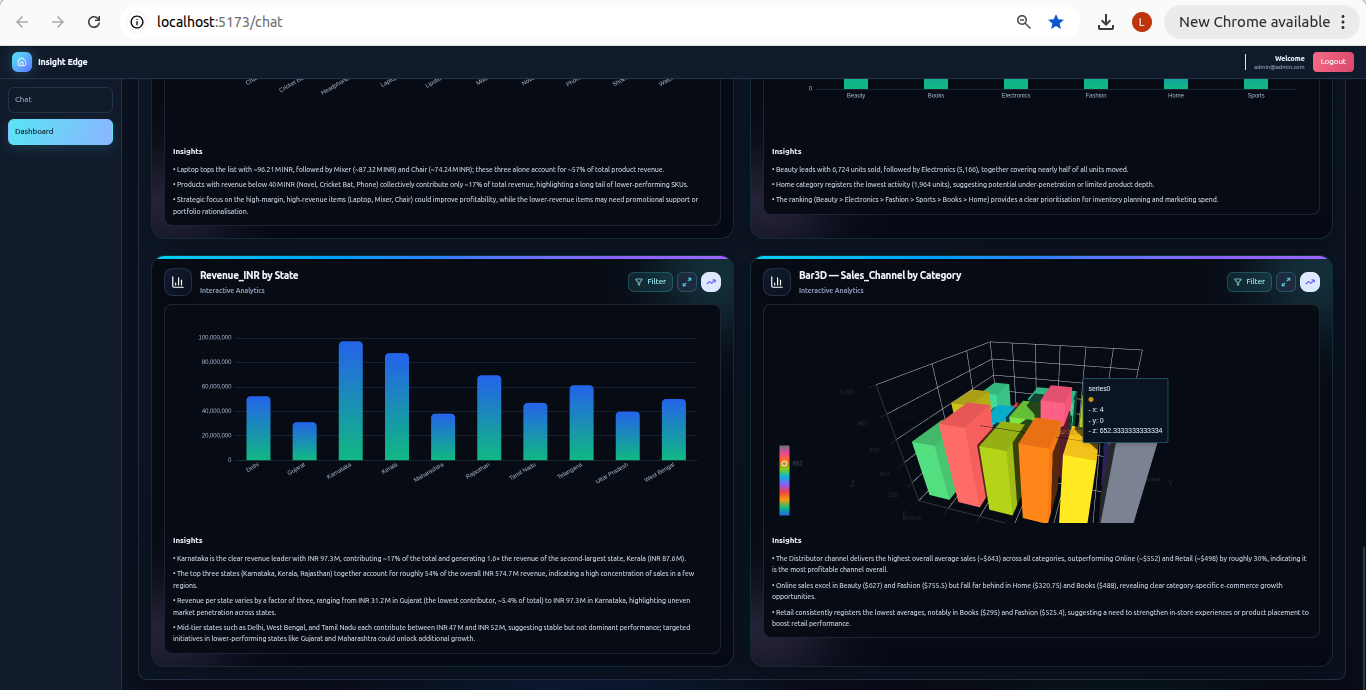 localhost:5173/chat
L
New Chrome available
Insight Edge
Welcome
admin@admin.com
Logout
Chat
Dashboard
Headphones
0
Beauty Books Electronics Fashion Home Sports
Insights
• Laptop tops the list with ~96.21 M INR, followed by Mixer (~87.32 M INR) and Chair (~74.24 M INR); these three alone account for ~57% of total product revenue.
• Products with revenue below 40 M INR (Novel, Cricket Bat, Phone) collectively contribute only ~17% of total revenue, highlighting a long tail of lower-performing SKUs.
• Strategic focus on the high-margin, high-revenue items (Laptop, Mixer, Chair) could improve profitability, while the lower-revenue items may need promotional support or
portfolio rationalisation.
Insights
• Beauty leads with 6,724 units sold, followed by Electronics (5,166), together covering nearly half of all units moved.
• Home category registers the lowest activity (1,964 units), suggesting potential under-penetration or limited product depth.
• The ranking (Beauty > Electronics > Fashion > Sports > Books > Home) provides a clear prioritisation for inventory planning and marketing spend.
Revenue_INR by State
Interactive Analytics
Filter
100,000,000
80,000,000
60,000,000
40,000,000
20,000,000
0
Delhi Gujarat Karnataka Kerala Maharashtra Rajasthan Tamil Nadu Telangana Uttar Pradesh West Bengal
Insights
• Karnataka is the clear revenue leader with INR 97.3 M, contributing ~17% of the total and generating 1.6× the revenue of the second-largest state, Kerala (INR 87.6 M).
• The top three states (Karnataka, Kerala, Rajasthan) together account for roughly 54% of the overall INR 574.7 M revenue, indicating a high concentration of sales in a few
regions.
• Revenue per state varies by a factor of three, ranging from INR 31.2 M in Gujarat (the lowest contributor, ~5.4% of total) to INR 97.3 M in Karnataka, highlighting uneven
market penetration across states.
• Mid-tier states such as Delhi, West Bengal, and Tamil Nadu each contribute between INR 47 M and INR 52 M, suggesting stable but not dominant performance; targeted
initiatives in lower-performing states like Gujarat and Maharashtra could unlock additional growth.
Bar3D — Sales_Channel by Category
Interactive Analytics
Filter
series0
- x: 4
- y: 0
- z: 652.3333333333334
652
800
600
400
200
0
Z
Y
Beauty
Insights
• The Distributor channel delivers the highest overall average sales (~$643) across all categories, outperforming Online (~$552) and Retail (~$498) by roughly 30%, indicating it
is the most profitable channel overall.
• Online sales excel in Beauty ($627) and Fashion ($755.5) but fall far behind in Home ($320.75) and Books ($488), revealing clear category-specific e-commerce growth
opportunities.
• Retail consistently registers the lowest averages, notably in Books ($295) and Fashion ($525.4), suggesting a need to strengthen in-store experiences or product placement to
boost retail performance.